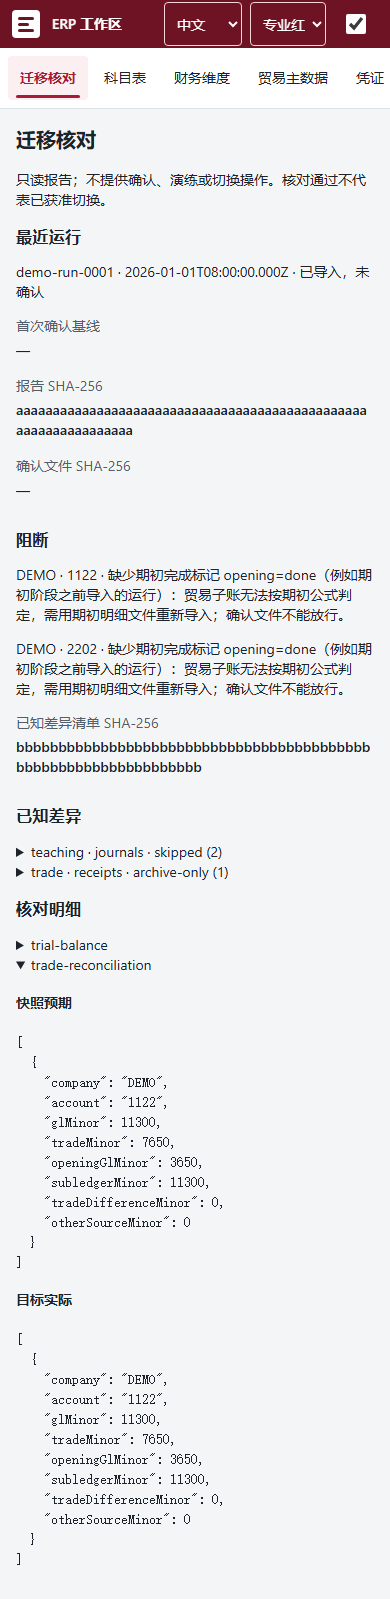 ERP 工作区
中文
专业红
迁移核对
科目表
财务维度
贸易主数据
凭证
迁移核对
只读报告；不提供确认、演练或切换操作。核对通过不代
表已获准切换。
最近运行
demo-run-0001 · 2026-01-01T08:00:00.000Z · 已导入，未
确认
首次确认基线
—
报告 SHA-256
aaaaaaaaaaaaaaaaaaaaaaaaaaaaaaaaaaaaaaaaaaaaaaaa
aaaaaaaaaaaaaaaa
确认文件 SHA-256
—
阻断
DEMO · 1122 · 缺少期初完成标记 opening=done（例如期
初阶段之前导入的运行）：贸易子账无法按期初公式判
定，需用期初明细文件重新导入；确认文件不能放行。
DEMO · 2202 · 缺少期初完成标记 opening=done（例如期
初阶段之前导入的运行）：贸易子账无法按期初公式判
定，需用期初明细文件重新导入；确认文件不能放行。
已知差异清单 SHA-256
bbbbbbbbbbbbbbbbbbbbbbbbbbbbbbbbbbbbbbbbbb
bbbbbbbbbbbbbbbbbbbbbb
已知差异
teaching · journals · skipped (2)
trade · receipts · archive-only (1)
核对明细
trial-balance
trade-reconciliation
快照预期
[
{
"company": "DEMO",
"account": "1122",
"glMinor": 11300,
"tradeMinor": 7650,
"openingGlMinor": 3650,
"subledgerMinor": 11300,
"tradeDifferenceMinor": 0,
"otherSourceMinor": 0
}
]
目标实际
[
{
"company": "DEMO",
"account": "1122",
"glMinor": 11300,
"tradeMinor": 7650,
"openingGlMinor": 3650,
"subledgerMinor": 11300,
"tradeDifferenceMinor": 0,
"otherSourceMinor": 0
}
]